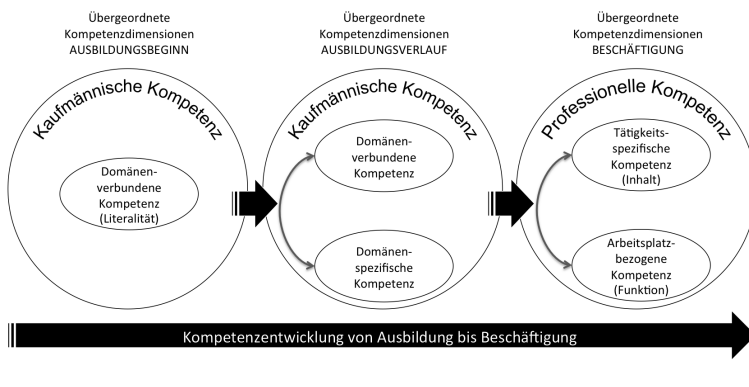 Übergeordnete
Kompetenzdimensionen
AUSBILDUNGSBEGINN
Kaufmännische Kompetenz
Domänen-
verbundene
Kompetenz
(Literalität)
Übergeordnete
Kompetenzdimensionen
AUSBILDUNGSVERLAUF
Kaufmännische Kompetenz
Domänen-
verbundene
Kompetenz
Domänen-
spezifische
Kompetenz
Übergeordnete
Kompetenzdimensionen
BESCHÄFTIGUNG
Professionelle Kompetenz
Tätigkeits-
spezifische
Kompetenz
(Inhalt)
Arbeitsplatz-
bezogene
Kompetenz
(Funktion)
Kompetenzentwicklung von Ausbildung bis Beschäftigung